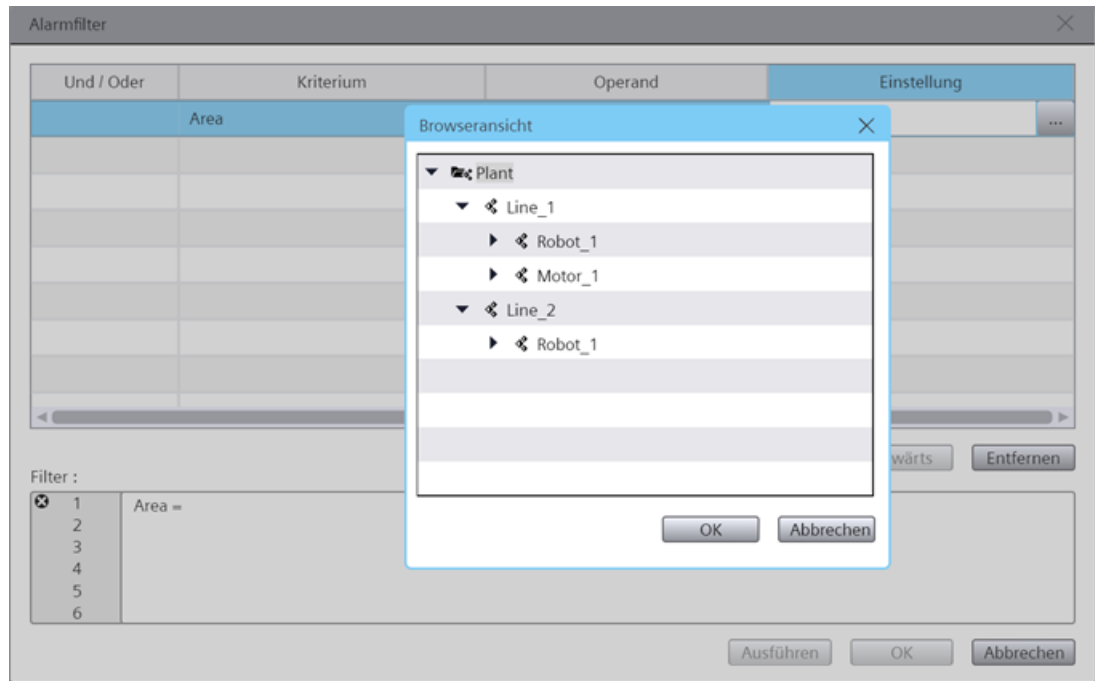 Alarmfilter
Und / Oder Kriterium Operand Einstellung
Area ...
Browseransicht
Plant
Line_1
Robot_1
Motor_1
Line_2
Robot_1
OK Abbrechen
wärts Entfernen
Filter :
1 Area =
2
3
4
5
6
Ausführen OK Abbrechen